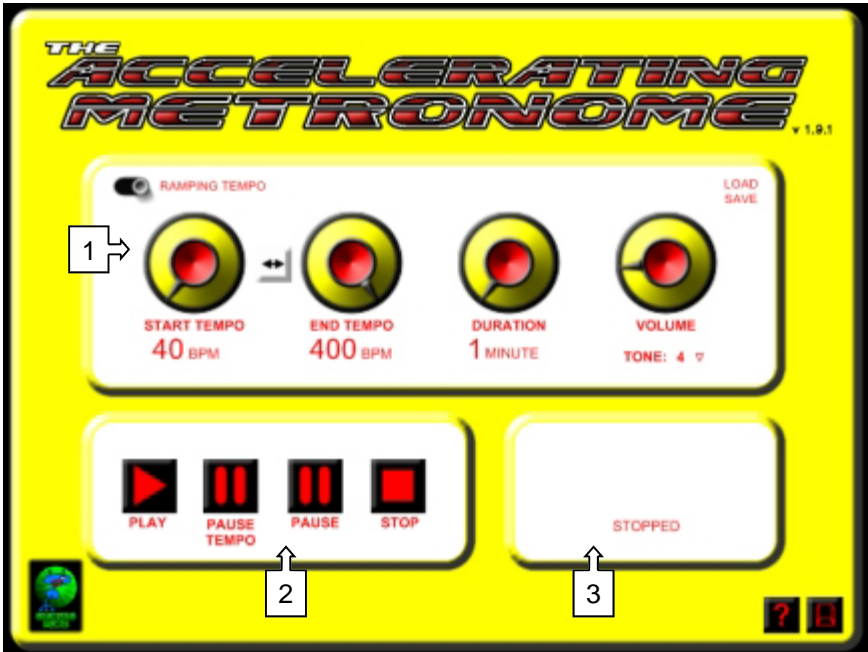 THE
ACCELERATING
METRONOME
v 1.9.1
RAMPING TEMPO
LOAD
SAVE
1
START TEMPO
40 BPM
END TEMPO
400 BPM
DURATION
1 MINUTE
VOLUME
TONE: 4 ▽
PLAY
PAUSE
TEMPO
PAUSE
STOP
STOPPED
2
3
?